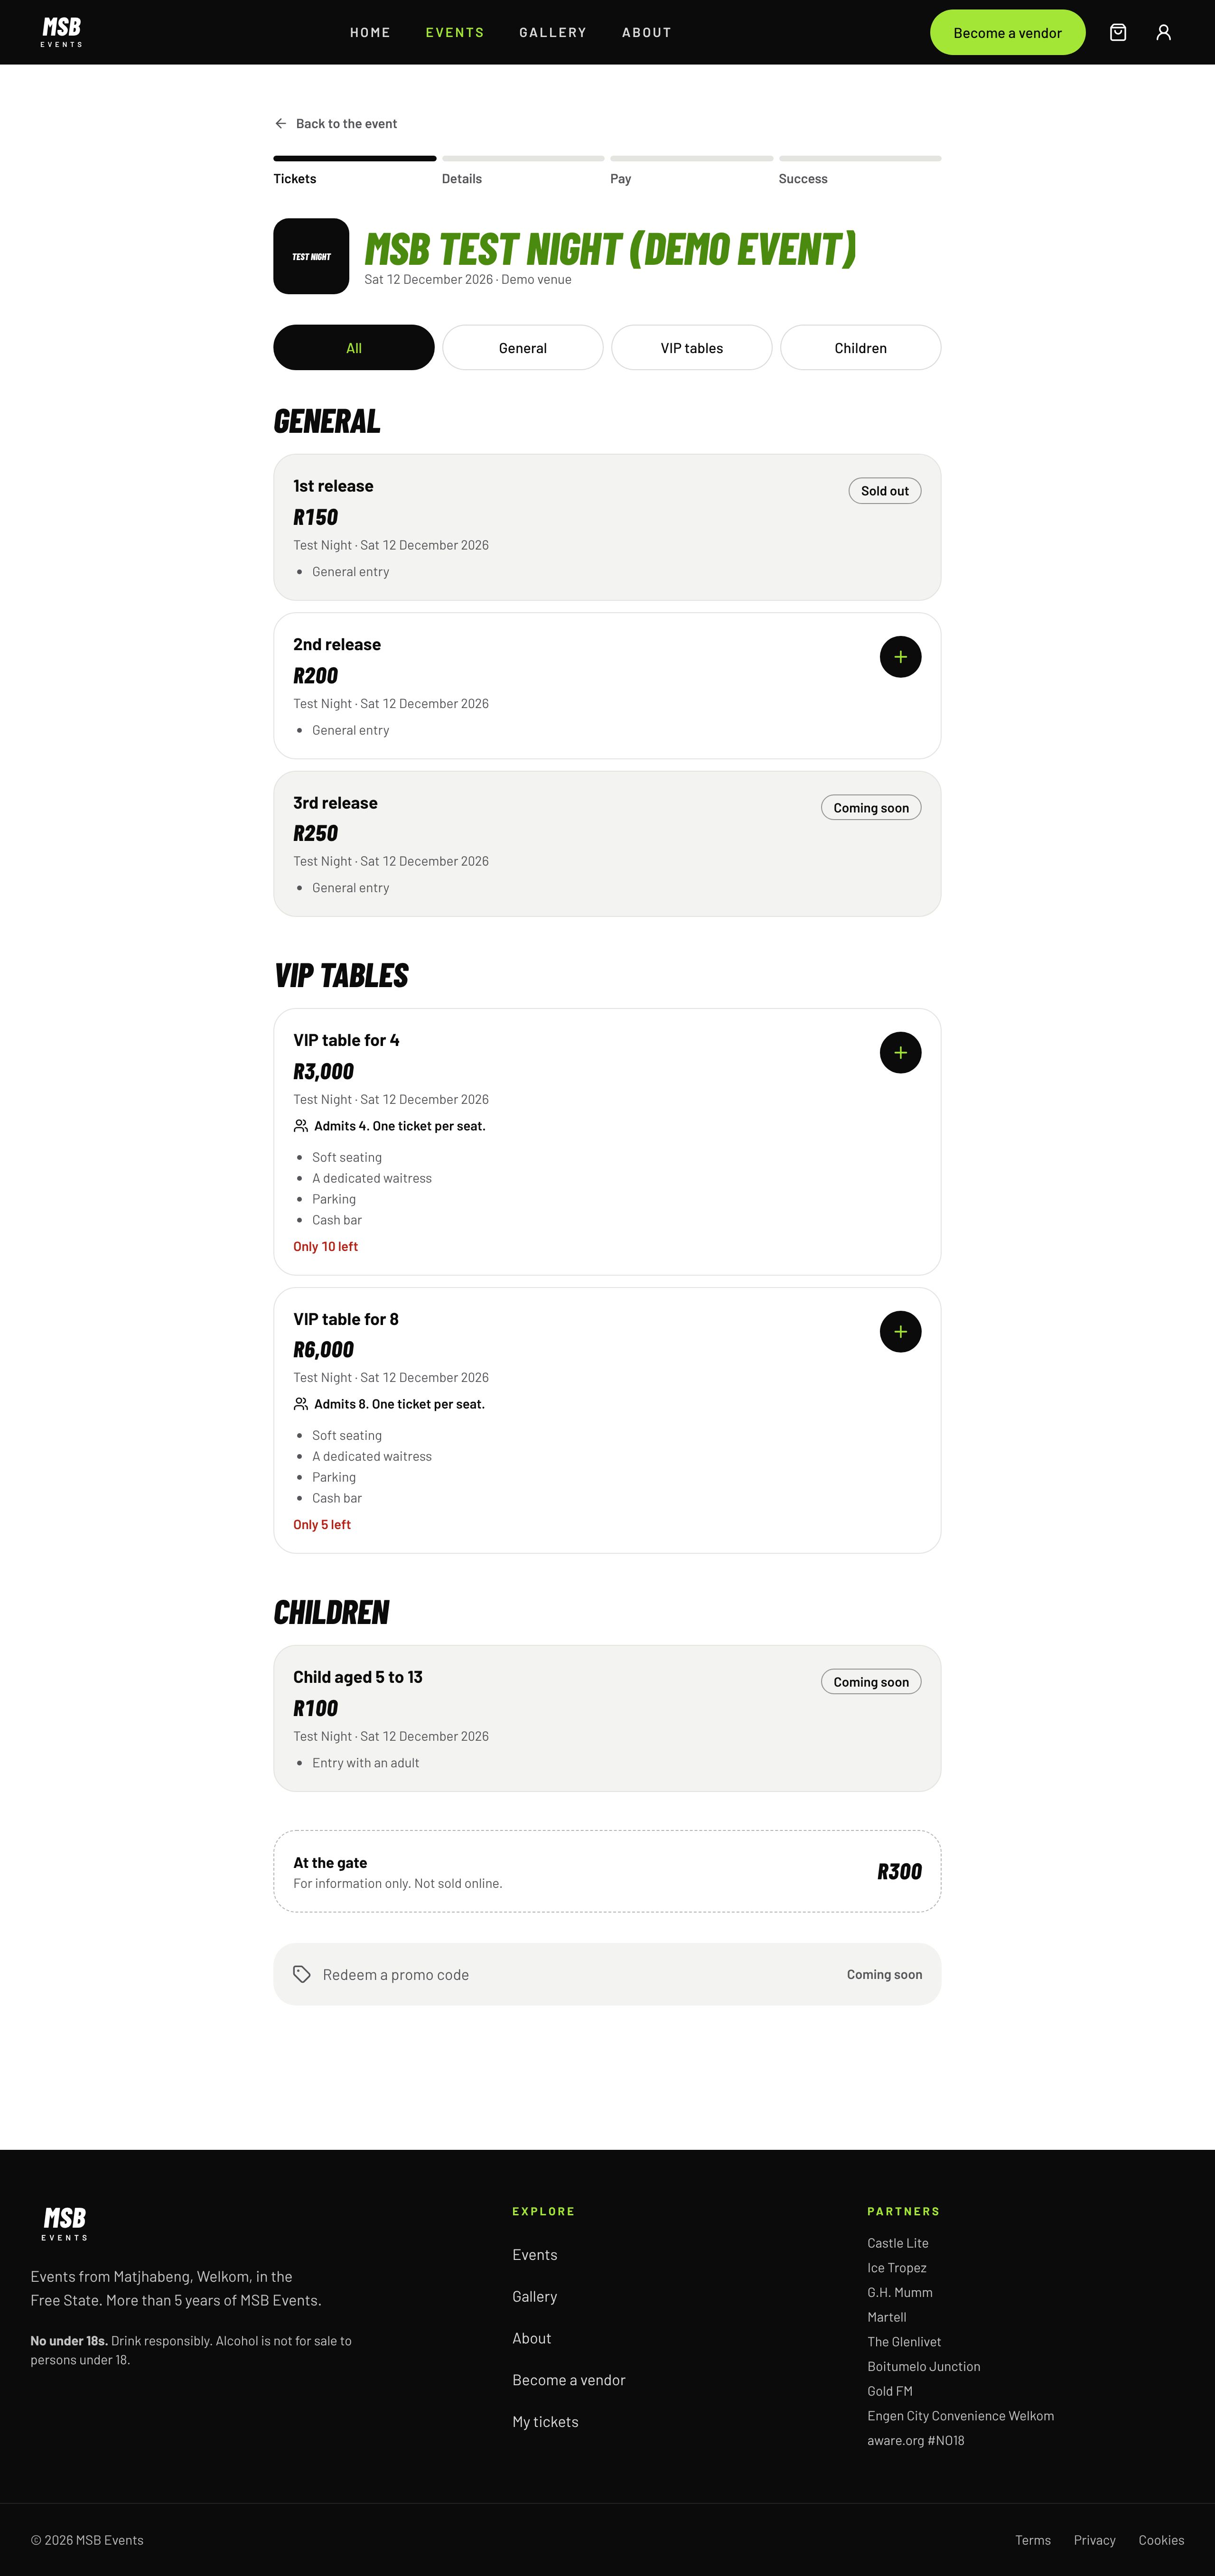 MSB
EVENTS
HOME
EVENTS
GALLERY
ABOUT
Become a vendor
Back to the event
Tickets
Details
Pay
Success
TEST NIGHT
MSB TEST NIGHT (DEMO EVENT)
Sat 12 December 2026 · Demo venue
All
General
VIP tables
Children
GENERAL
1st release
Sold out
R150
Test Night · Sat 12 December 2026
• General entry
2nd release
R200
Test Night · Sat 12 December 2026
• General entry
3rd release
Coming soon
R250
Test Night · Sat 12 December 2026
• General entry
VIP TABLES
VIP table for 4
R3,000
Test Night · Sat 12 December 2026
Admits 4. One ticket per seat.
• Soft seating
• A dedicated waitress
• Parking
• Cash bar
Only 10 left
VIP table for 8
R6,000
Test Night · Sat 12 December 2026
Admits 8. One ticket per seat.
• Soft seating
• A dedicated waitress
• Parking
• Cash bar
Only 5 left
CHILDREN
Child aged 5 to 13
Coming soon
R100
Test Night · Sat 12 December 2026
• Entry with an adult
At the gate
For information only. Not sold online.
R300
Redeem a promo code
Coming soon
MSB
EVENTS
Events from Matjhabeng, Welkom, in the
Free State. More than 5 years of MSB Events.
No under 18s. Drink responsibly. Alcohol is not for sale to
persons under 18.
EXPLORE
Events
Gallery
About
Become a vendor
My tickets
PARTNERS
Castle Lite
Ice Tropez
G.H. Mumm
Martell
The Glenlivet
Boitumelo Junction
Gold FM
Engen City Convenience Welkom
aware.org #NO18
© 2026 MSB Events
Terms
Privacy
Cookies